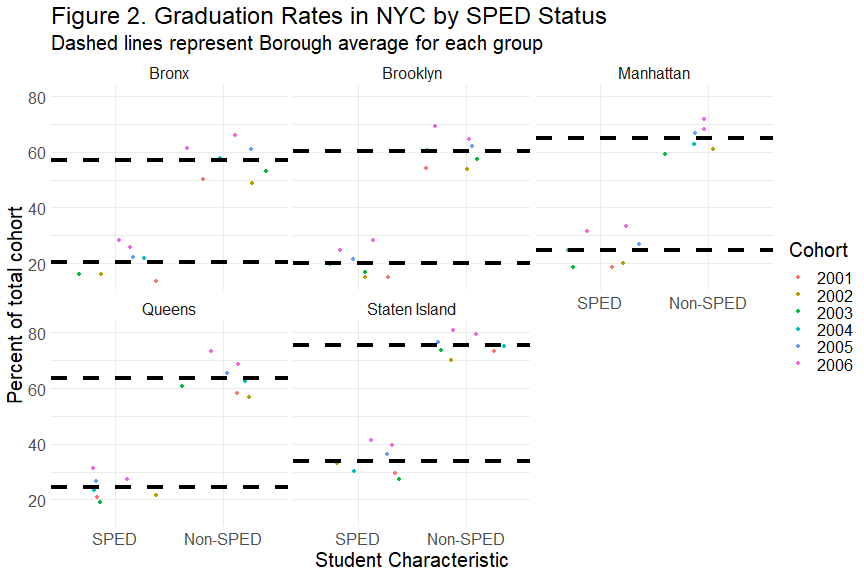 Figure 2. Graduation Rates in NYC by SPED Status
Dashed lines represent Borough average for each group
Bronx
Brooklyn
Manhattan
80
60
40
20
SPED
Non-SPED
Queens
Staten Island
80
60
40
20
SPED
Non-SPED
SPED
Non-SPED
Percent of total cohort
Student Characteristic
Cohort
2001
2002
2003
2004
2005
2006